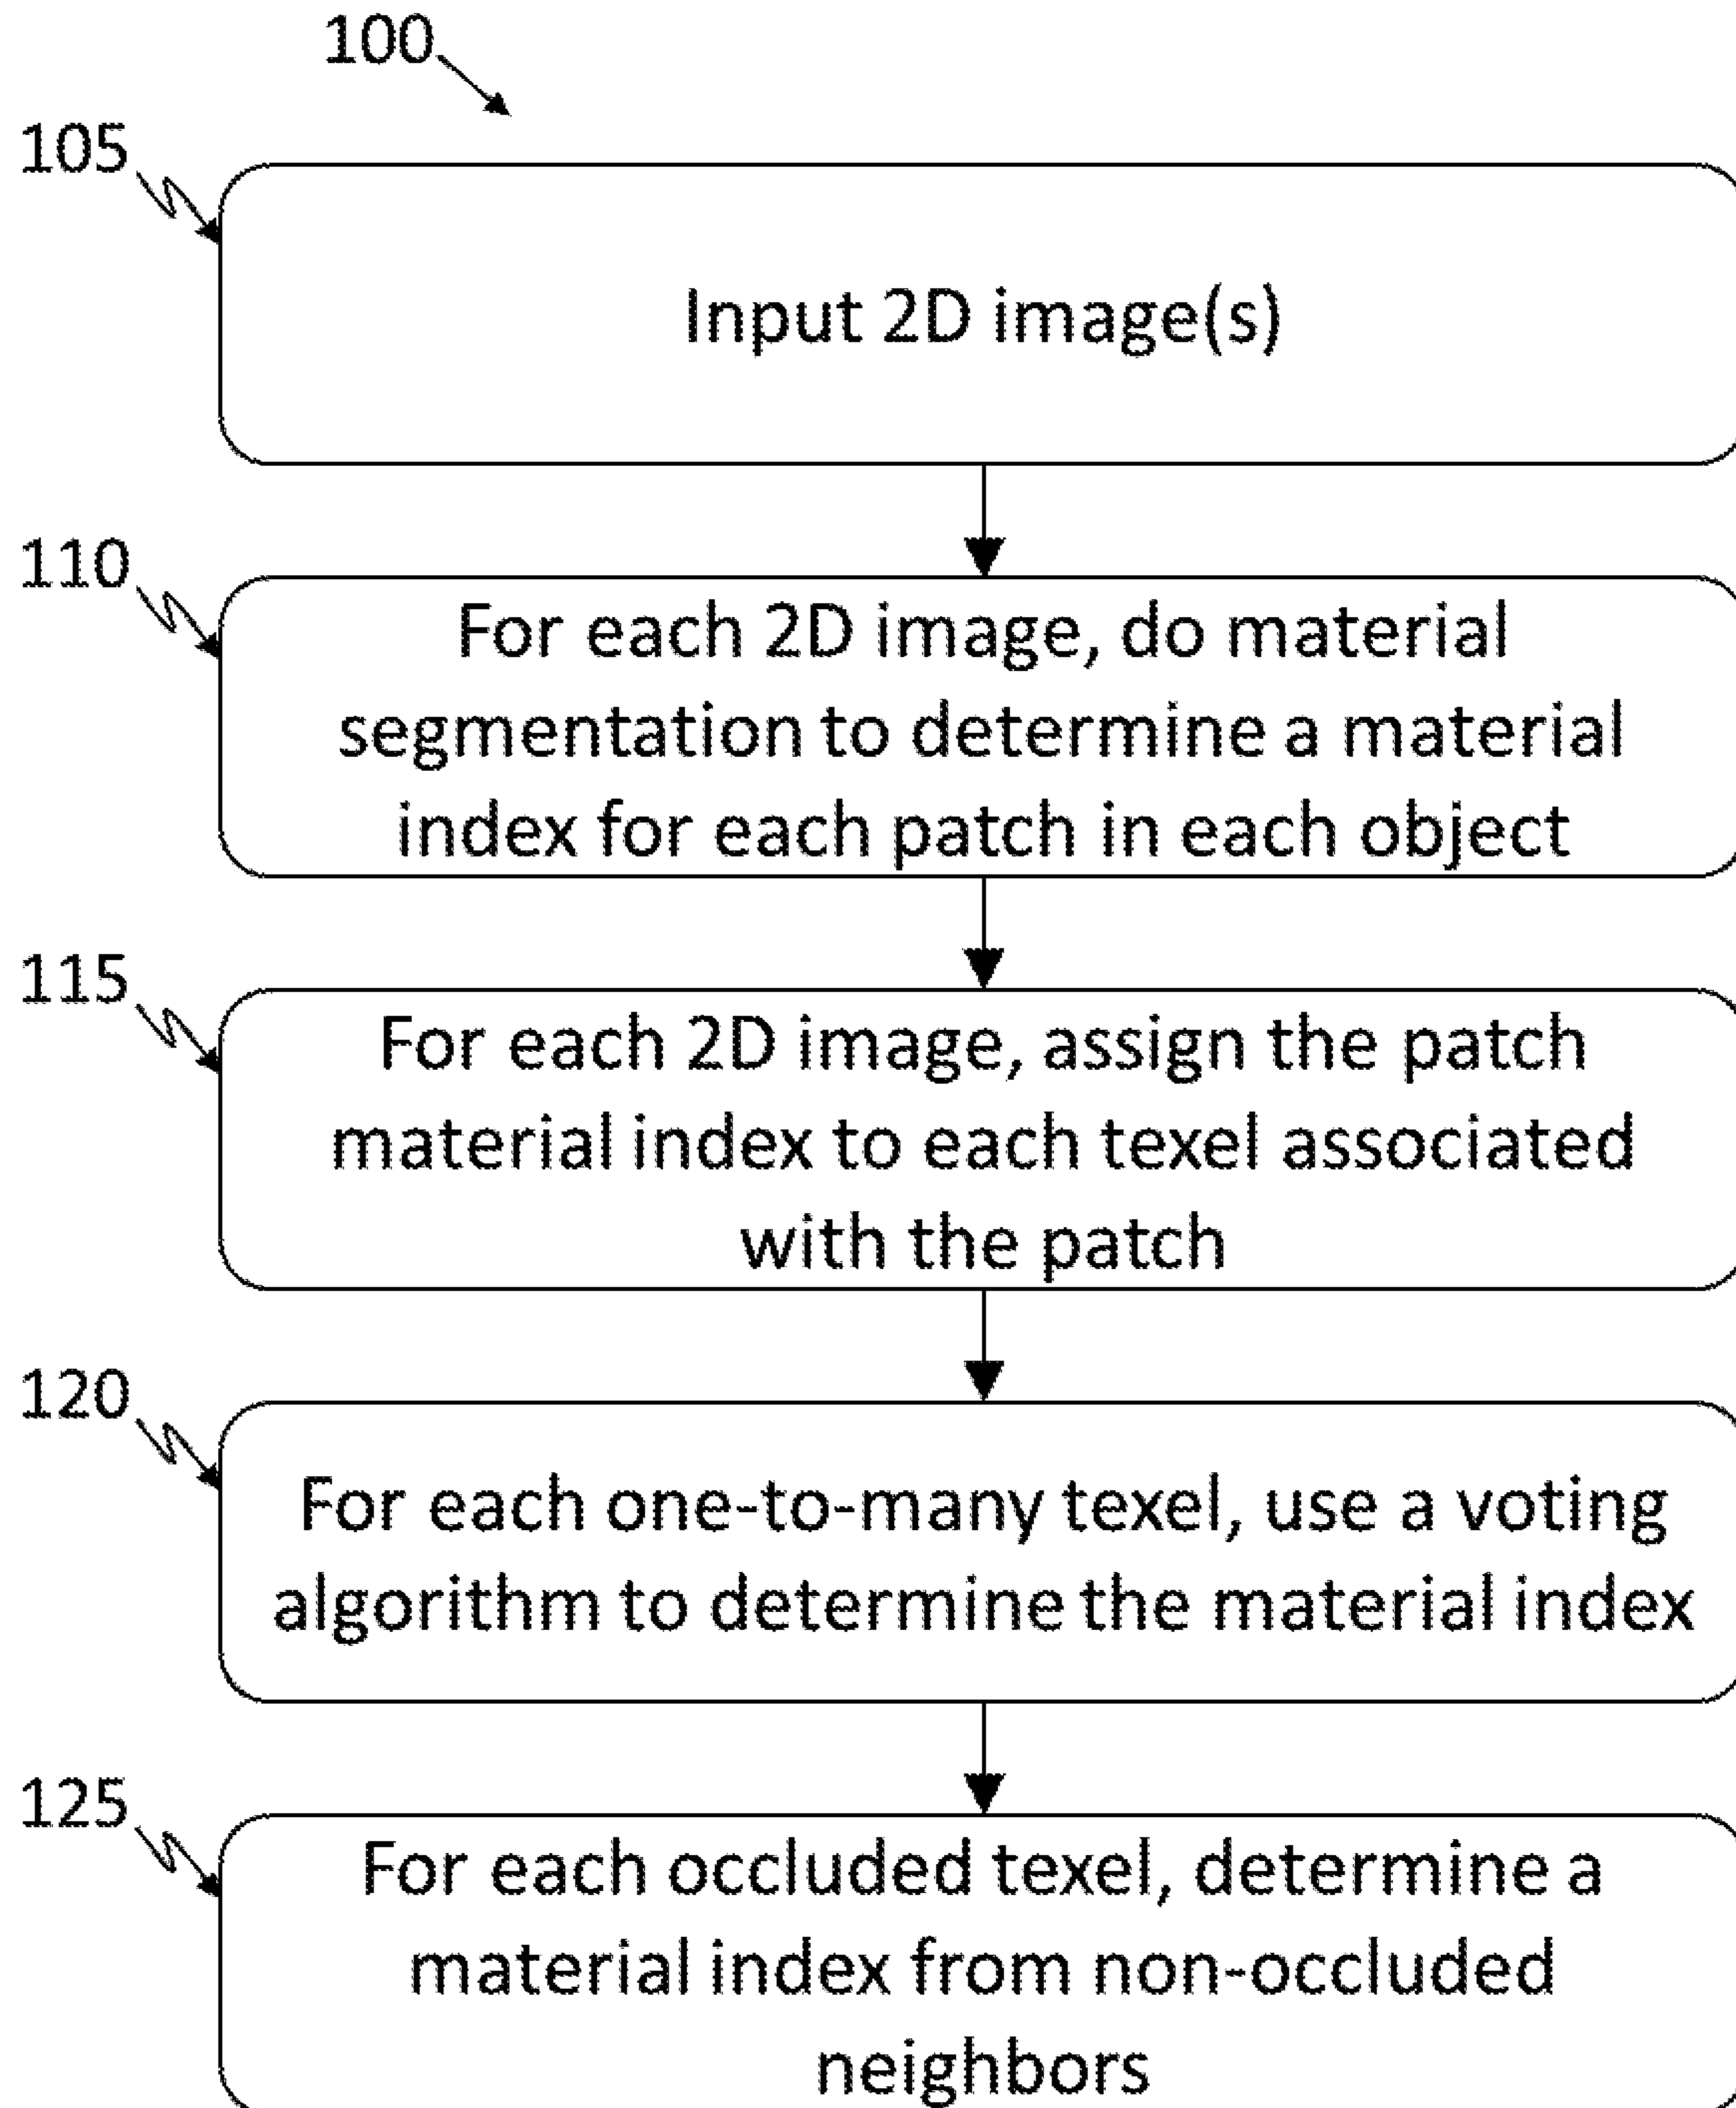 100
105
Input 2D image(s)
110
For each 2D image, do material
segmentation to determine a material
index for each patch in each object
115
For each 2D image, assign the patch
material index to each texel associated
with the patch
120
For each one-to-many texel, use a voting
algorithm to determine the material index
125
For each occluded texel, determine a
material index from non-occluded
neighbors